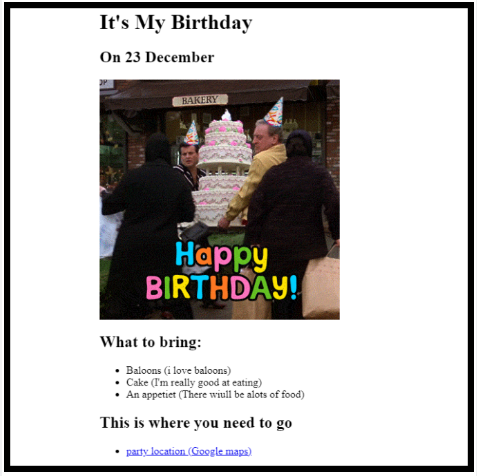 It's My Birthday
On 23 December
OP
BAKERY
Happy
BIRTHDAY!
What to bring:
Baloons (i love baloons)
Cake (I'm really good at eating)
An appetiet (There wiull be alots of food)
This is where you need to go
party location (Google maps)